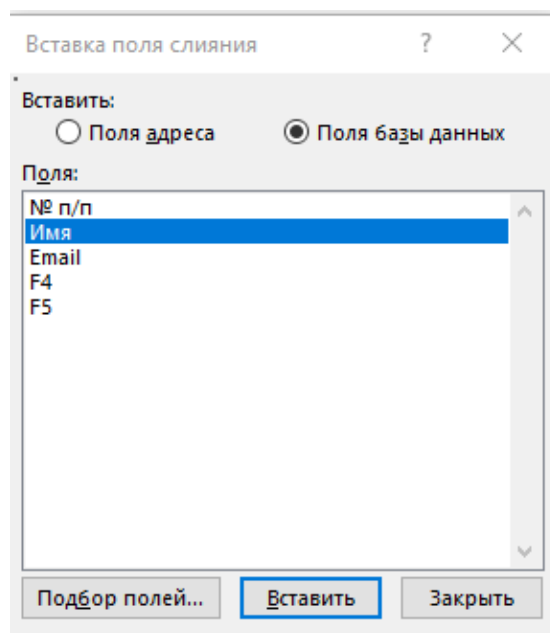 Вставка поля слияния ? ×
Вставить:
Поля адреса Поля базы данных
Поля:
№ п/п
Имя
Email
F4
F5
Подбор полей... Вставить Закрыть